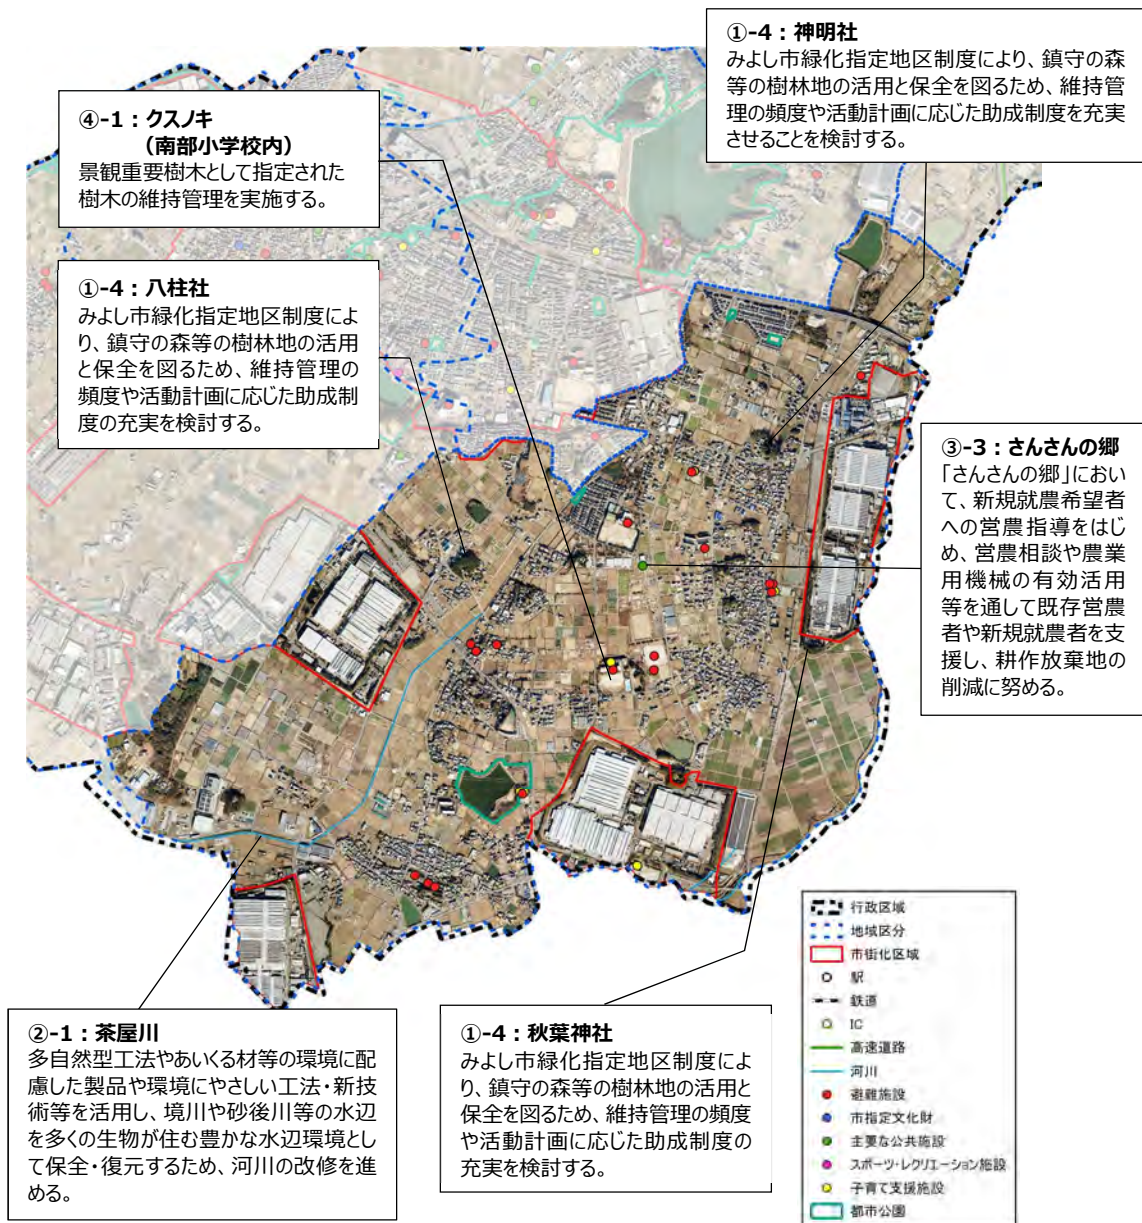 ①-4：神明社
みよし市緑化指定地区制度により、鎮守の森
等の樹林地の活用と保全を図るため、維持管
理の頻度や活動計画に応じた助成制度を充実
させることを検討する。
④-1：クスノキ
（南部小学校内）
景観重要樹木として指定された
樹木の維持管理を実施する。
①-4：八柱社
みよし市緑化指定地区制度によ
り、鎮守の森等の樹林地の活用
と保全を図るため、維持管理の
頻度や活動計画に応じた助成制
度の充実を検討する。
③-3：さんさんの郷
「さんさんの郷」におい
て、新規就農希望者
への営農指導をはじ
め、営農相談や農業
用機械の有効活用
等を通して既存営農
者や新規就農者を支
援し、耕作放棄地の
削減に努める。
②-1：茶屋川
多自然型工法やあいくる材等の環境に配
慮した製品や環境にやさしい工法・新技
術等を活用し、境川や砂後川等の水辺
を多くの生物が住む豊かな水辺環境とし
て保全・復元するため、河川の改修を進
める。
①-4：秋葉神社
みよし市緑化指定地区制度によ
り、鎮守の森等の樹林地の活用と
保全を図るため、維持管理の頻度
や活動計画に応じた助成制度の
充実を検討する。
行政区域
地域区分
市街化区域
駅
鉄道
IC
高速道路
河川
避難施設
市指定文化財
主要な公共施設
スポーツ・レクリエーション施設
子育て支援施設
都市公園